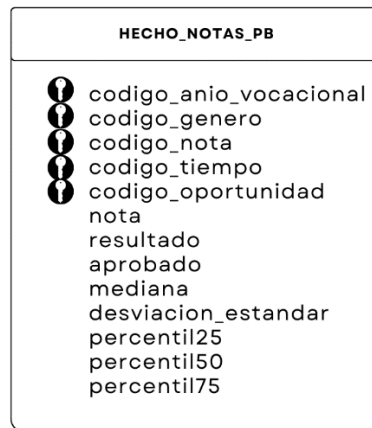 HECHO_NOTAS_PB
codigo_anio_vocacional
codigo_genero
codigo_nota
codigo_tiempo
codigo_oportunidad
nota
resultado
aprobado
mediana
desviacion_estandar
percentil25
percentil50
percentil75